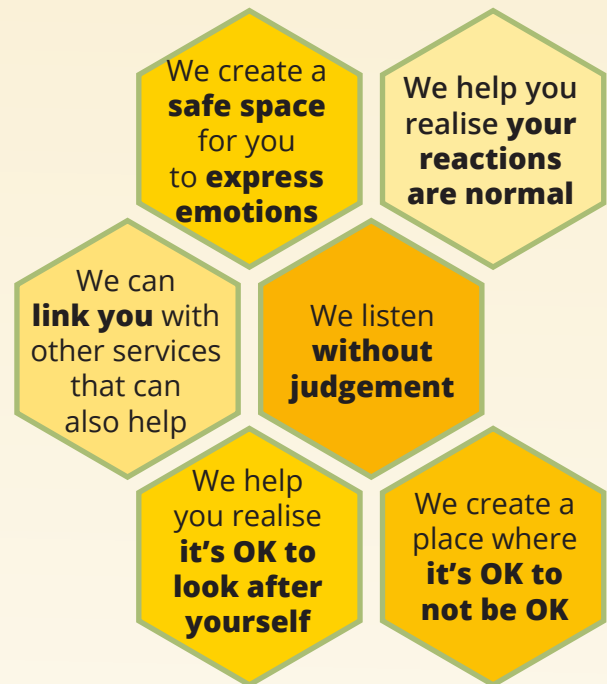 We create a
safe space
for you
to express
emotions
We help you
realise your
reactions
are normal
We can
link you with
other services
that can
also help
We listen
without
judgement
We help
you realise
it’s OK to
look after
yourself
We create a
place where
it’s OK to
not be OK